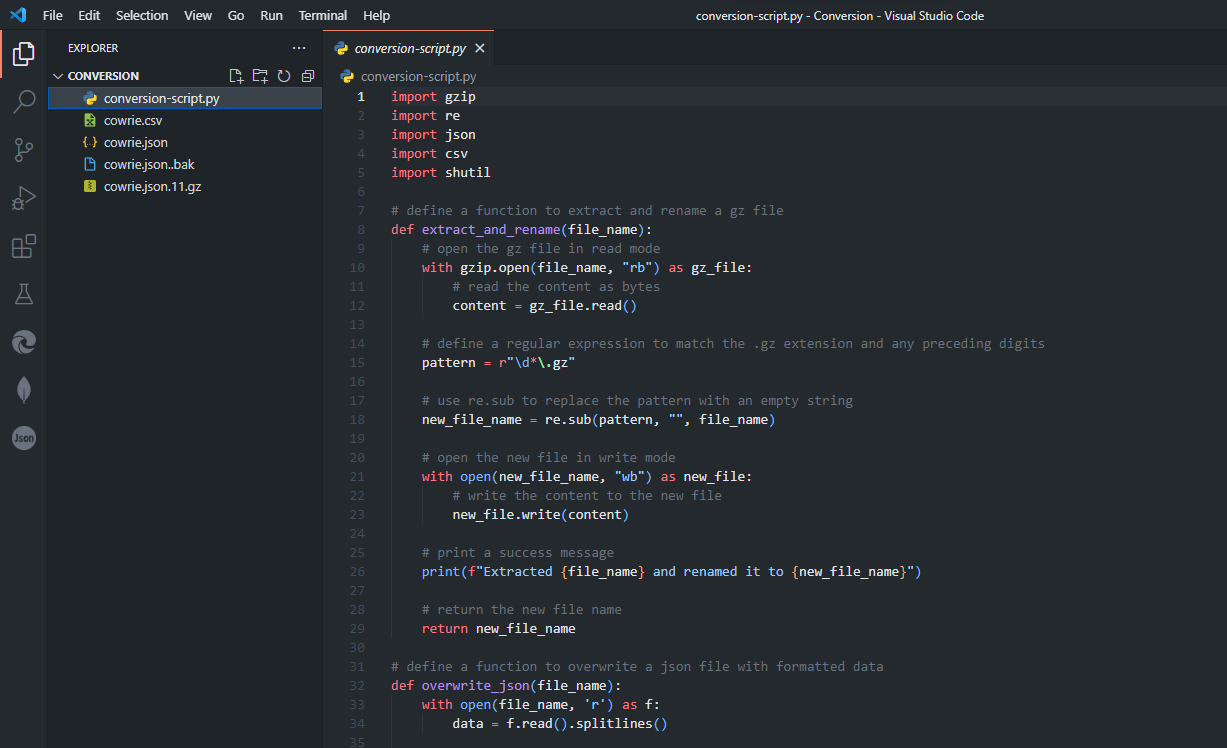 File Edit Selection View Go Run Terminal Help
conversion-script.py - Conversion - Visual Studio Code
EXPLORER
CONVERSION
conversion-script.py
cowrie.csv
cowrie.json
cowrie.json..bak
cowrie.json.11.gz
Json
conversion-script.py
conversion-script.py
1 import gzip
2 import re
3 import json
4 import csv
5 import shutil
6
7 # define a function to extract and rename a gz file
8 def extract_and_rename(file_name):
9     # open the gz file in read mode
10     with gzip.open(file_name, "rb") as gz_file:
11         # read the content as bytes
12         content = gz_file.read()
13
14     # define a regular expression to match the .gz extension and any preceding digits
15     pattern = r"\d*\.gz"
16
17     # use re.sub to replace the pattern with an empty string
18     new_file_name = re.sub(pattern, "", file_name)
19
20     # open the new file in write mode
21     with open(new_file_name, "wb") as new_file:
22         # write the content to the new file
23         new_file.write(content)
24
25     # print a success message
26     print(f"Extracted {file_name} and renamed it to {new_file_name}")
27
28     # return the new file name
29     return new_file_name
30
31 # define a function to overwrite a json file with formatted data
32 def overwrite_json(file_name):
33     with open(file_name, 'r') as f:
34         data = f.read().splitlines()
35